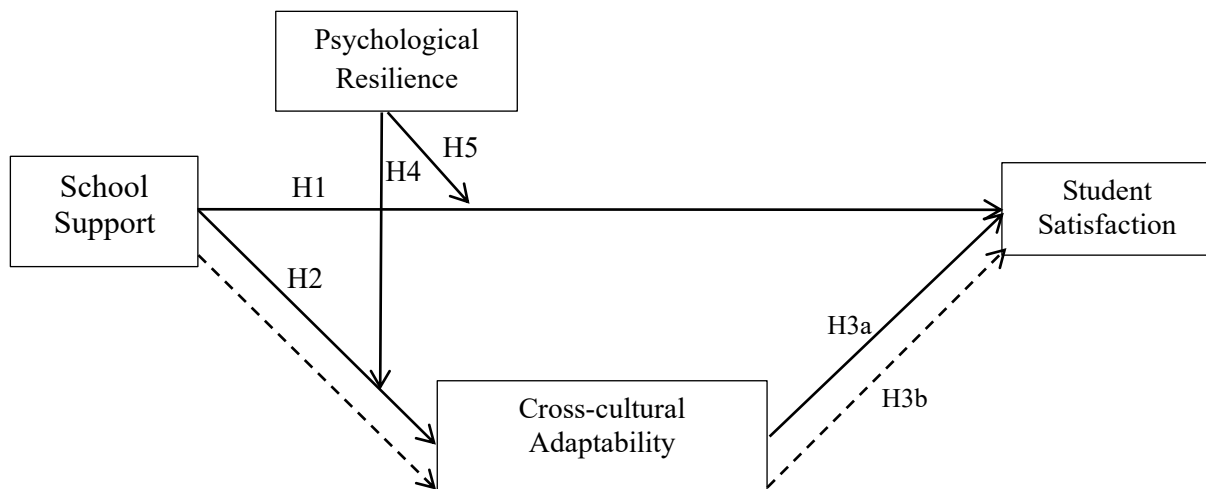 Psychological
Resilience
H5
H4
School
Support
H1
Student
Satisfaction
H2
H3a
H3b
Cross-cultural
Adaptability